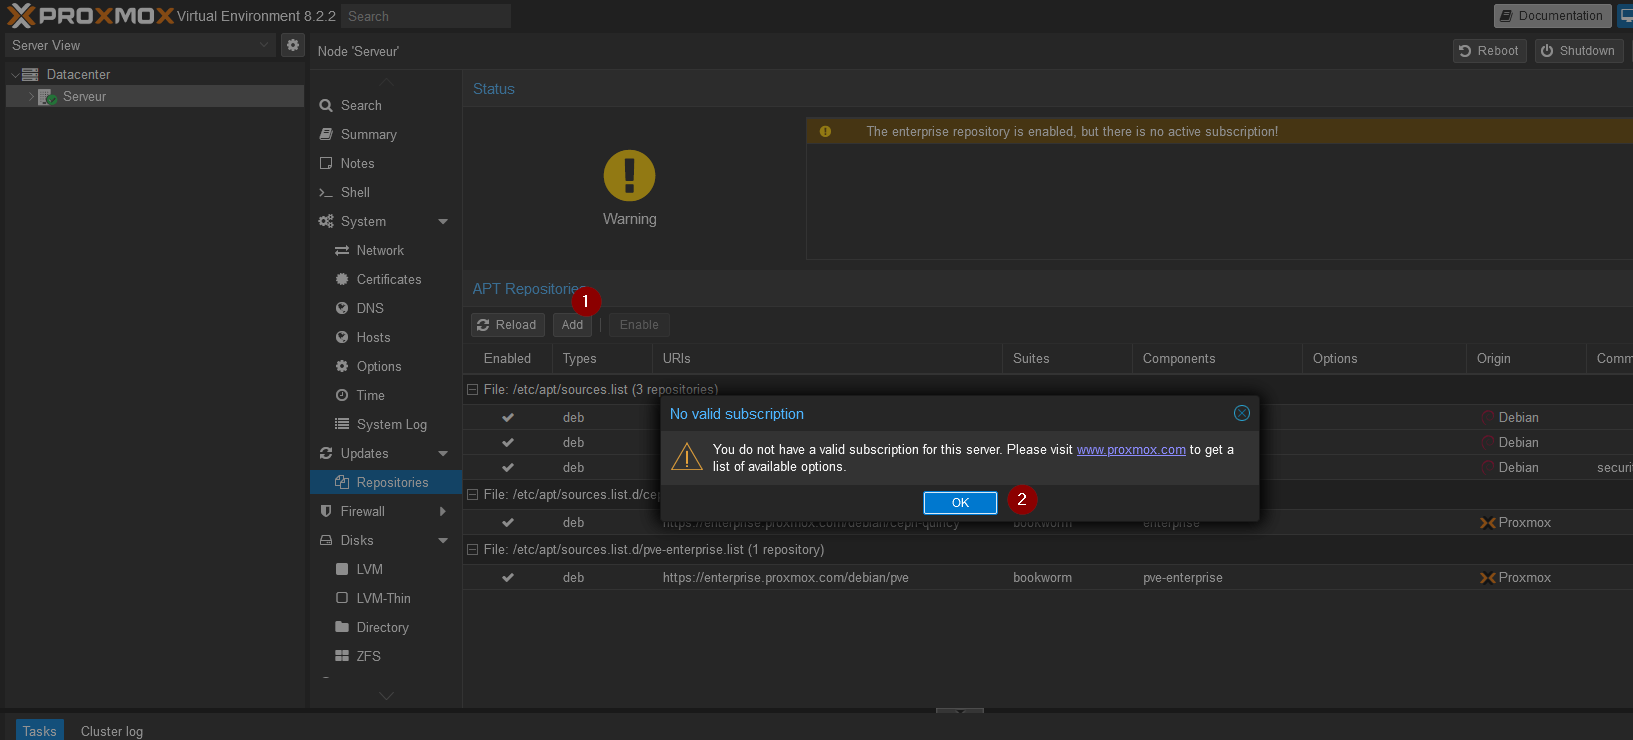 PROXMOX Virtual Environment 8.2.2 Search
Documentation
Server View
Node 'Serveur'
Reboot
Shutdown
Datacenter
Serveur
Search
Summary
Notes
Shell
System
Network
Certificates
DNS
Hosts
Options
Time
System Log
Updates
Repositories
Firewall
Disks
LVM
LVM-Thin
Directory
ZFS
Status
Warning
The enterprise repository is enabled, but there is no active subscription!
APT Repositories
1
Reload Add Enable
Enabled Types URIs Suites Components Options Origin Comm
File: /etc/apt/sources.list (3 repositories)
deb Debian
deb Debian
deb Debian securi
File: /etc/apt/sources.list.d/ce
deb https://enterprise.proxmox.com/debian/ceph-quincy bookworm enterprise Proxmox
File: /etc/apt/sources.list.d/pve-enterprise.list (1 repository)
deb https://enterprise.proxmox.com/debian/pve bookworm pve-enterprise Proxmox
No valid subscription
You do not have a valid subscription for this server. Please visit www.proxmox.com to get a
list of available options.
OK
2
Tasks Cluster log